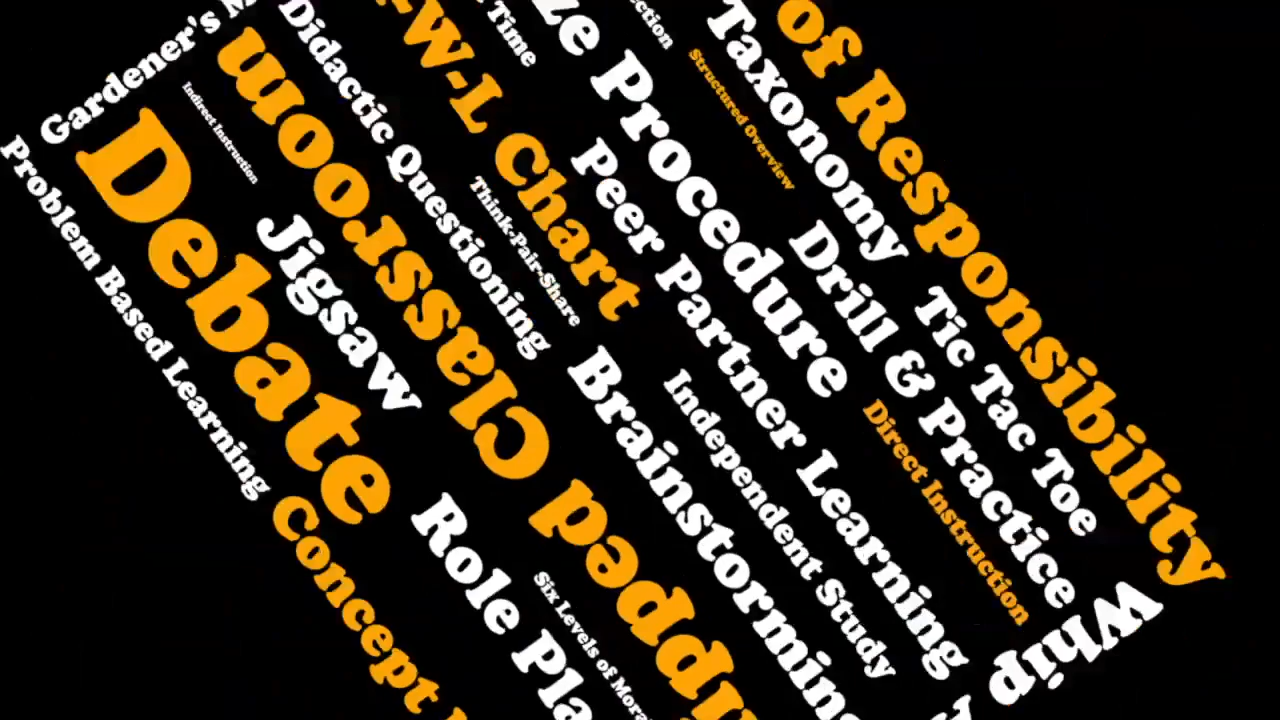 Gardener's
Problem Based Learning
Debate
Indirect Instruction
Jigsaw
Classroom
Didactic Questioning
-W-L Chart
Time
Think-Pair-Share
Procedure
Peer Partner Learning
Brainstorming
Independent Study
Taxonomy
Structured Overview
of Responsibility
Drill & Practice
Tic Tac Toe
Direct Instruction
Whip
Concept
Role Pla
Six Levels of Mora